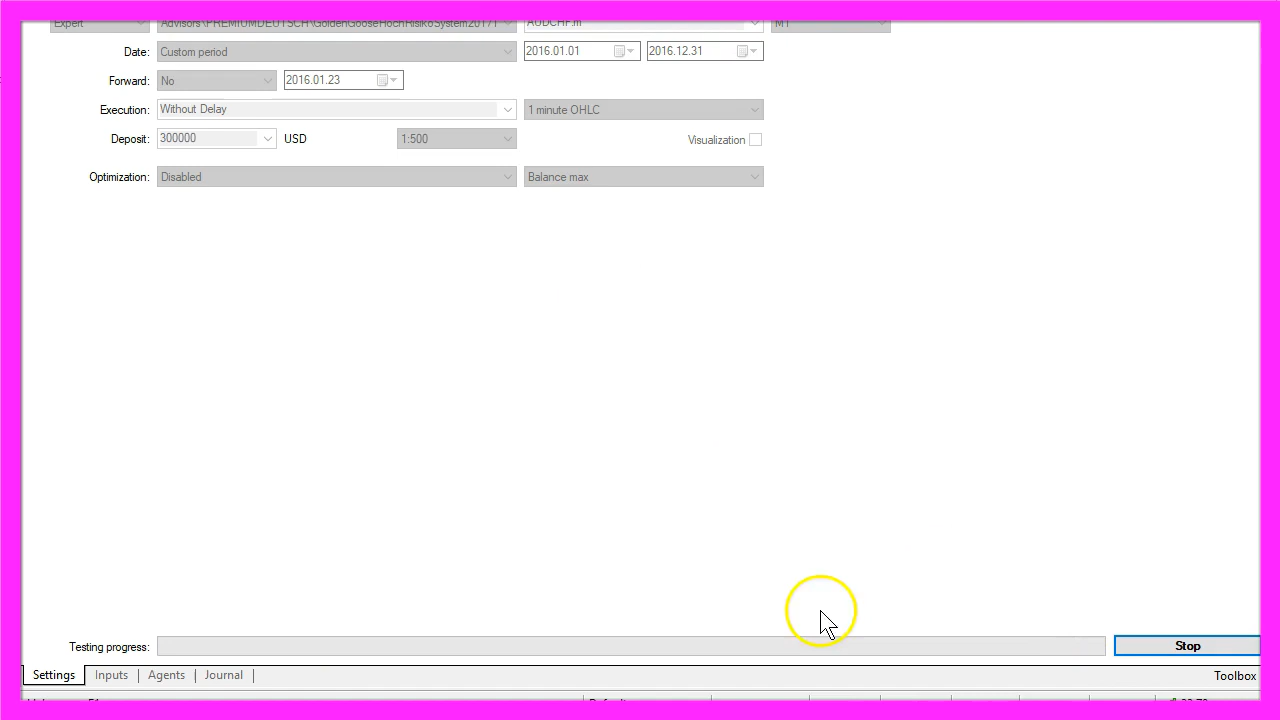 Expert Advisors\PREMIUMDEUTSCH\GoldenGooseHochRisikoSystem2017\ AUDCHF.m M1
Date: Custom period 2016.01.01 2016.12.31
Forward: No 2016.01.23
Execution: Without Delay 1 minute OHLC
Deposit: 300000 USD 1:500 Visualization
Optimization: Disabled Balance max
Testing progress: Stop
Settings Inputs Agents Journal Toolbox